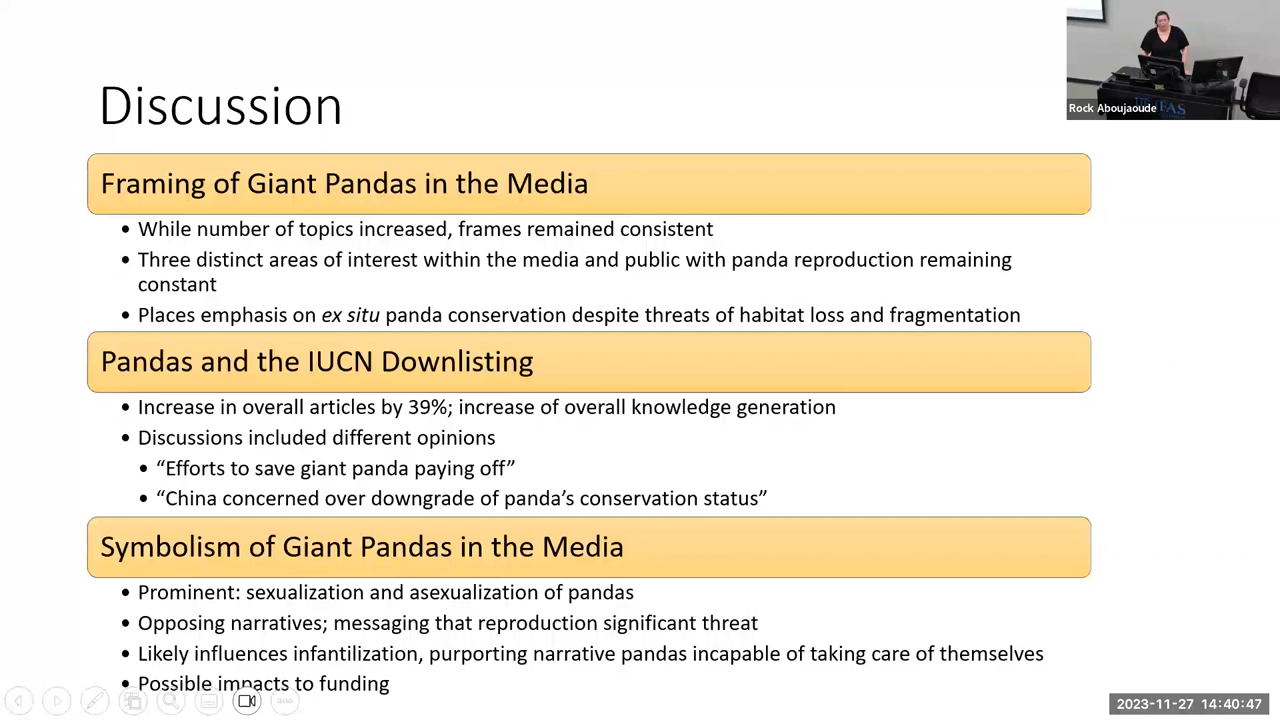 Discussion
Rock Aboujaoude
Framing of Giant Pandas in the Media
• While number of topics increased, frames remained consistent
• Three distinct areas of interest within the media and public with panda reproduction remaining
constant
• Places emphasis on ex situ panda conservation despite threats of habitat loss and fragmentation
Pandas and the IUCN Downlisting
• Increase in overall articles by 39%; increase of overall knowledge generation
• Discussions included different opinions
• “Efforts to save giant panda paying off”
• “China concerned over downgrade of panda’s conservation status”
Symbolism of Giant Pandas in the Media
• Prominent: sexualization and asexualization of pandas
• Opposing narratives; messaging that reproduction significant threat
• Likely influences infantilization, purporting narrative pandas incapable of taking care of themselves
• Possible impacts to funding
2023-11-27 14:40:47